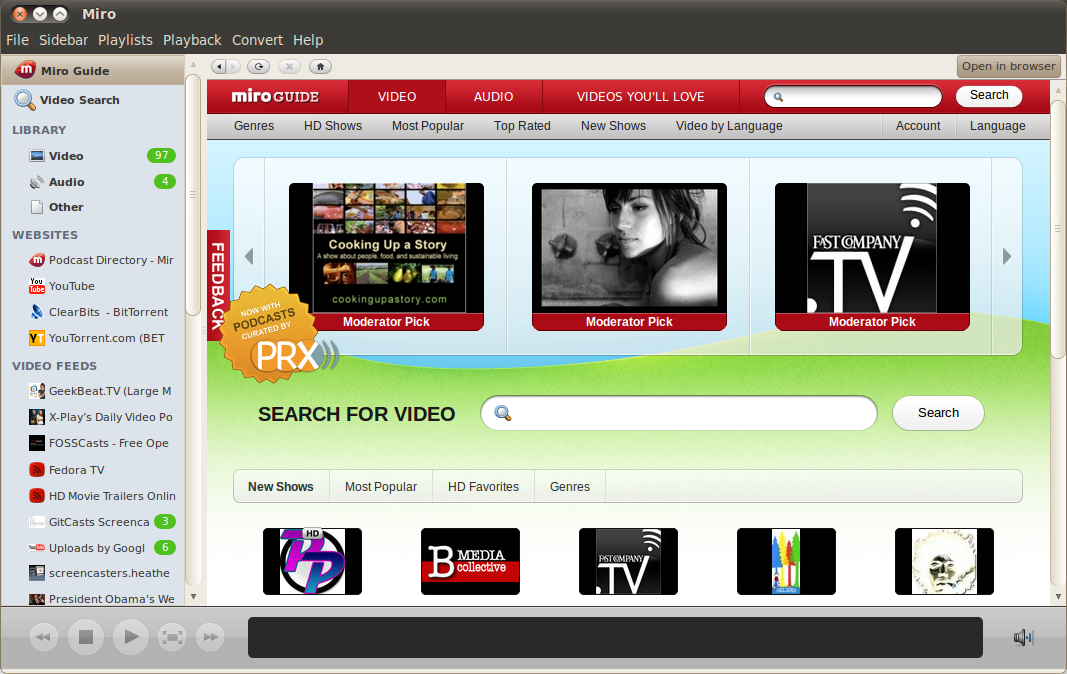 Miro
File Sidebar Playlists Playback Convert Help
Miro Guide
Video Search
LIBRARY
Video 97
Audio 4
Other
WEBSITES
Podcast Directory - Mir
YouTube
ClearBits - BitTorrent
YouTorrent.com (BET
VIDEO FEEDS
GeekBeat.TV (Large M
X-Play's Daily Video Po
FOSSCasts - Free Ope
Fedora TV
HD Movie Trailers Onlin
GitCasts Screenca 3
Uploads by Googl 6
screencasters.heathe
President Obama's We
Open in browser
miro GUIDE VIDEO AUDIO VIDEOS YOU'LL LOVE Search
Genres HD Shows Most Popular Top Rated New Shows Video by Language Account Language
FEEDBACK
Cooking Up a Story
A show about people, food, and sustainable living
cookingupastory.com
Moderator Pick
Moderator Pick
FAST COMPANY
TV
Moderator Pick
NOW WITH
PODCASTS
CURATED BY
PRX
SEARCH FOR VIDEO Search
New Shows Most Popular HD Favorites Genres
HD
PP
B MEDIA
collective
FAST COMPANY
TV